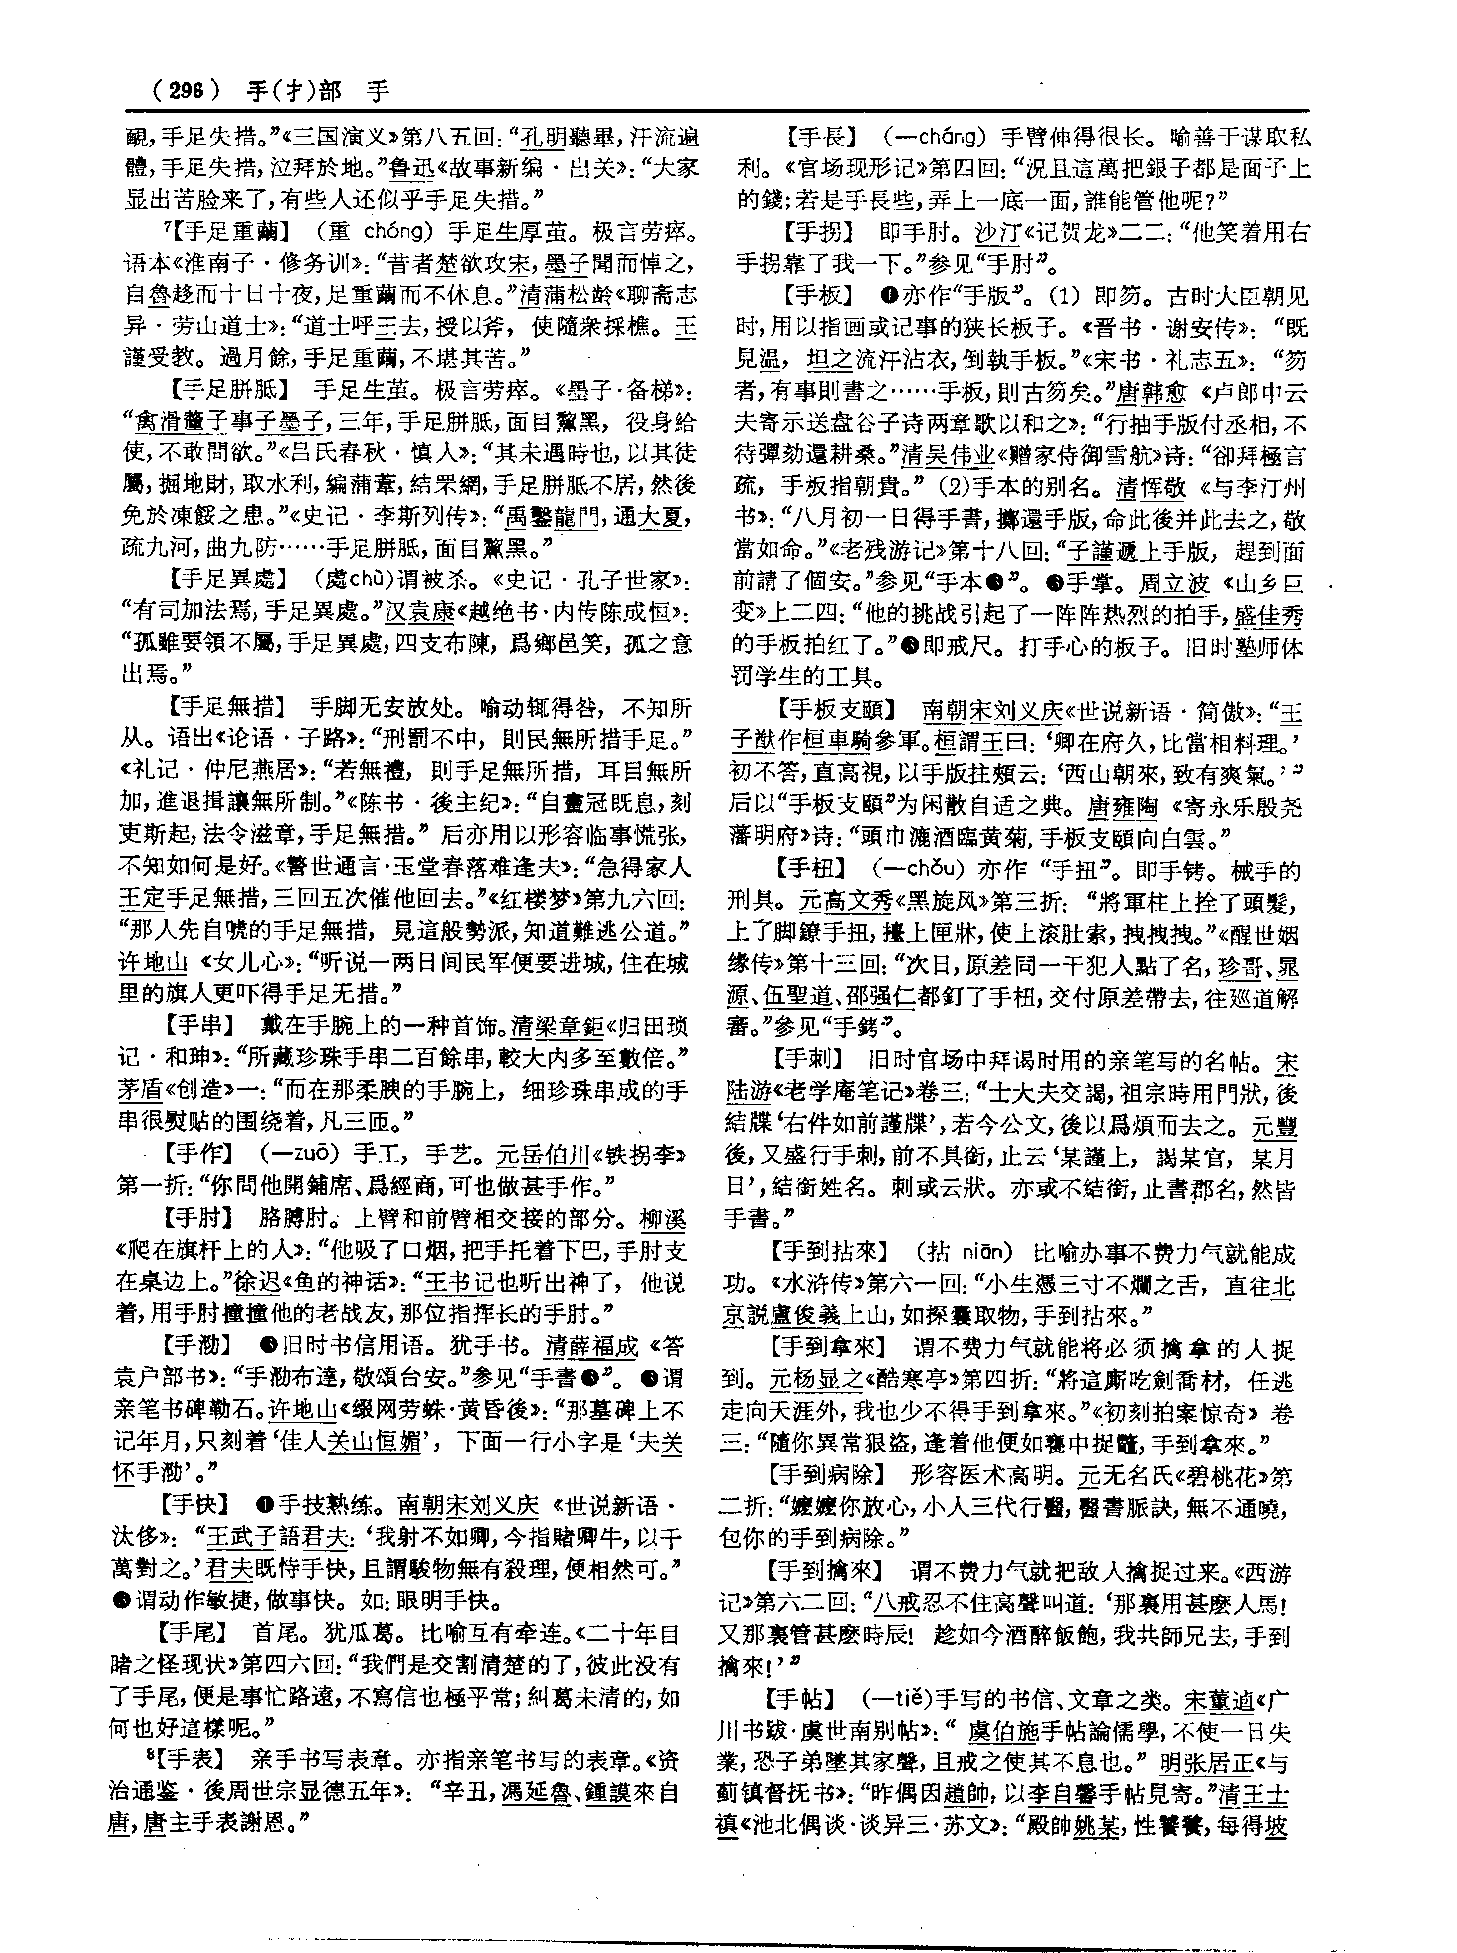 (296) 手(扌)部 手
靦，手足失措。”《三国演义》第八五回：“孔明聽畢，汗流遍
體，手足失措，泣拜於地。”鲁迅《故事新编·出关》：“大家
显出苦脸来了，有些人还似乎手足失措。”
7【手足重繭】 （重 chóng）手足生厚茧。极言劳瘁。
语本《淮南子·修务训》：“昔者楚欲攻宋，墨子聞而悼之，
自魯趍而十日十夜，足重繭而不休息。”清蒲松龄《聊斋志
异·劳山道士》：“道士呼王去，授以斧，使隨衆採樵。王
謹受教。過月餘，手足重繭，不堪其苦。”
【手足胼胝】 手足生茧。极言劳瘁。《墨子·备梯》：
“禽滑釐子事子墨子，三年，手足胼胝，面目黧黑，役身給
使，不敢問欲。”《吕氏春秋·慎人》：“其未遇時也，以其徒
屬，掘地財，取水利，編蒲葦，結罘網，手足胼胝不居，然後
免於凍餒之患。”《史记·李斯列传》：“禹鑿龍門，通大夏，
疏九河，曲九防……手足胼胝，面目黧黑。”
【手足異處】 （處chù）谓被杀。《史记·孔子世家》：
“有司加法焉，手足異處。”汉袁康《越绝书·内传陈成恒》：
“孤雖要領不屬，手足異處，四支布陳，爲鄉邑笑，孤之意
出焉。”
【手足無措】 手脚无安放处。喻动辄得咎，不知所
从。语出《论语·子路》：“刑罰不中，則民無所措手足。”
《礼记·仲尼燕居》：“若無禮，則手足無所措，耳目無所
加，進退揖讓無所制。”《陈书·後主纪》：“自畫冠既息，刻
吏斯起，法令滋章，手足無措。” 后亦用以形容临事慌张，
不知如何是好。《警世通言·玉堂春落难逢夫》：“急得家人
王定手足無措，三回五次催他回去。”《红楼梦》第九六回：
“那人先自唬的手足無措，見這般勢派，知道難逃公道。”
许地山《女儿心》：“听说一两日间民军便要进城，住在城
里的旗人更吓得手足无措。”
【手串】 戴在手腕上的一种首饰。清梁章鉅《归田琐
记·和珅》：“所藏珍珠手串二百餘串，較大内多至數倍。”
茅盾《创造》一：“而在那柔腴的手腕上，细珍珠串成的手
串很熨贴的围绕着，凡三匝。”
【手作】 （—zuō）手工，手艺。元岳伯川《铁拐李》
第一折：“你問他開鋪席、爲經商，可也做甚手作。”
【手肘】 胳膊肘。上臂和前臂相交接的部分。柳溪
《爬在旗杆上的人》：“他吸了口烟，把手托着下巴，手肘支
在桌边上。”徐迟《鱼的神话》：“王书记也听出神了，他说
着，用手肘撞撞他的老战友，那位指挥长的手肘。”
【手泐】 ❶旧时书信用语。犹手书。清薛福成《答
袁户部书》：“手泐布達，敬頌台安。”参见“手書❸”。❷谓
亲笔书碑勒石。许地山《缀网劳蛛·黄昏後》：“那墓碑上不
记年月，只刻着‘佳人关山恒媚’，下面一行小字是‘夫关
怀手泐’。”
【手快】 ❶手技熟练。南朝宋刘义庆《世说新语·
汰侈》：“王武子語君夫：‘我射不如卿，今指賭卿牛，以千
萬對之。’君夫既恃手快，且謂駿物無有殺理，便相然可。”
❷谓动作敏捷，做事快。如：眼明手快。
【手尾】 首尾。犹瓜葛。比喻互有牵连。《二十年目
睹之怪现状》第四六回：“我們是交割清楚的了，彼此没有
了手尾，便是事忙路遠，不寫信也極平常；糾葛未清的，如
何也好這樣呢。”
8【手表】 亲手书写表章。亦指亲笔书写的表章。《资
治通鉴·後周世宗显德五年》：“辛丑，馮延魯、鍾謨來自
唐，唐主手表謝恩。”
【手長】 （—cháng）手臂伸得很长。喻善于谋取私
利。《官场现形记》第四回：“况且這萬把銀子都是面子上
的錢；若是手長些，弄上一底一面，誰能管他呢？”
【手拐】 即手肘。沙汀《记贺龙》二二：“他笑着用右
手拐靠了我一下。”参见“手肘”。
【手板】 ❶亦作“手版”。（1）即笏。古时大臣朝见
时，用以指画或记事的狭长板子。《晋书·谢安传》：“既
見温，坦之流汗沾衣，倒執手板。”《宋书·礼志五》：“笏
者，有事則書之……手板，則古笏矣。”唐韩愈《卢郎中云
夫寄示送盘谷子诗两章歌以和之》：“行抽手版付丞相，不
待彈劾還耕桑。”清吴伟业《赠家侍御雪航》诗：“卻拜極言
疏，手板指朝貴。”（2）手本的别名。清恽敬《与李汀州
书》：“八月初一日得手書，擲還手版，命此後并此去之，敬
當如命。”《老残游记》第十八回：“子謹遞上手版，趕到面
前請了個安。”参见“手本❸”。❷手掌。周立波《山乡巨
变》上二四：“他的挑战引起了一阵阵热烈的拍手，盛佳秀
的手板拍红了。”❸即戒尺。打手心的板子。旧时塾师体
罚学生的工具。
【手板支頤】 南朝宋刘义庆《世说新语·简傲》：“王
子猷作桓車騎參軍。桓謂王曰：‘卿在府久，比當相料理。’
初不答，直高視，以手版拄頰云：‘西山朝來，致有爽氣。’”
后以“手板支頤”为闲散自适之典。唐雍陶《寄永乐殷尧
藩明府》诗：“頭巾漉酒臨黄菊，手板支頤向白雲。”
【手杻】 （—chǒu）亦作“手扭”。即手铐。械手的
刑具。元高文秀《黑旋风》第三折：“將軍柱上拴了頭髮，
上了脚鐐手扭，擡上匣牀，使上滚肚索，拽拽拽。”《醒世姻
缘传》第十三回：“次日，原差同一干犯人點了名，珍哥、晁
源、伍聖道、邵强仁都釘了手杻，交付原差帶去，往廵道解
審。”参见“手銬”。
【手刺】 旧时官场中拜谒时用的亲笔写的名帖。宋
陆游《老学庵笔记》卷三：“士大夫交謁，祖宗時用門狀，後
結牒‘右件如前謹牒’，若今公文，後以爲煩而去之。元豐
後，又盛行手刺，前不具銜，止云‘某謹上，謁某官，某月
日’，結銜姓名。刺或云狀。亦或不結銜，止書郡名，然皆
手書。”
【手到拈來】 （拈 niān）比喻办事不费力气就能成
功。《水浒传》第六一回：“小生憑三寸不爛之舌，直往北
京説盧俊義上山，如探囊取物，手到拈來。”
【手到拿來】 谓不费力气就能将必须擒拿的人捉
到。元杨显之《酷寒亭》第四折：“將這廝吃劍喬材，任逃
走向天涯外，我也少不得手到拿來。”《初刻拍案惊奇》卷
三：“隨你異常狠盗，逢着他便如甕中捉鼈，手到拿來。”
【手到病除】 形容医术高明。元无名氏《碧桃花》第
二折：“嬷嬷你放心，小人三代行醫，醫書脈訣，無不通曉，
包你的手到病除。”
【手到擒來】 谓不费力气就把敌人擒捉过来。《西游
记》第六二回：“八戒忍不住高聲叫道：‘那裏用甚麽人馬！
又那裏管甚麽時辰！趁如今酒醉飯飽，我共師兄去，手到
擒來！’”
【手帖】 （—tiě）手写的书信、文章之类。宋董逌《广
川书跋·虞世南别帖》：“虞伯施手帖論儒學，不使一日失
業，恐子弟墜其家聲，且戒之使其不息也。”明张居正《与
蓟镇督抚书》：“昨偶因趙帥，以李自馨手帖見寄。”清王士
禛《池北偶谈·谈异三·苏文》：“殿帥姚某，性饕餮，每得坡